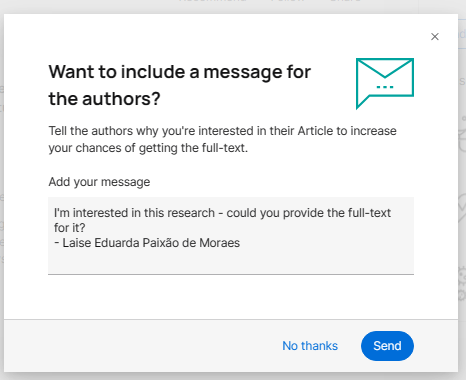 Want to include a message for
the authors?
Tell the authors why you're interested in their Article to increase
your chances of getting the full-text.
Add your message
I'm interested in this research - could you provide the full-text
for it?
- Laise Eduarda Paixão de Moraes
No thanks
Send